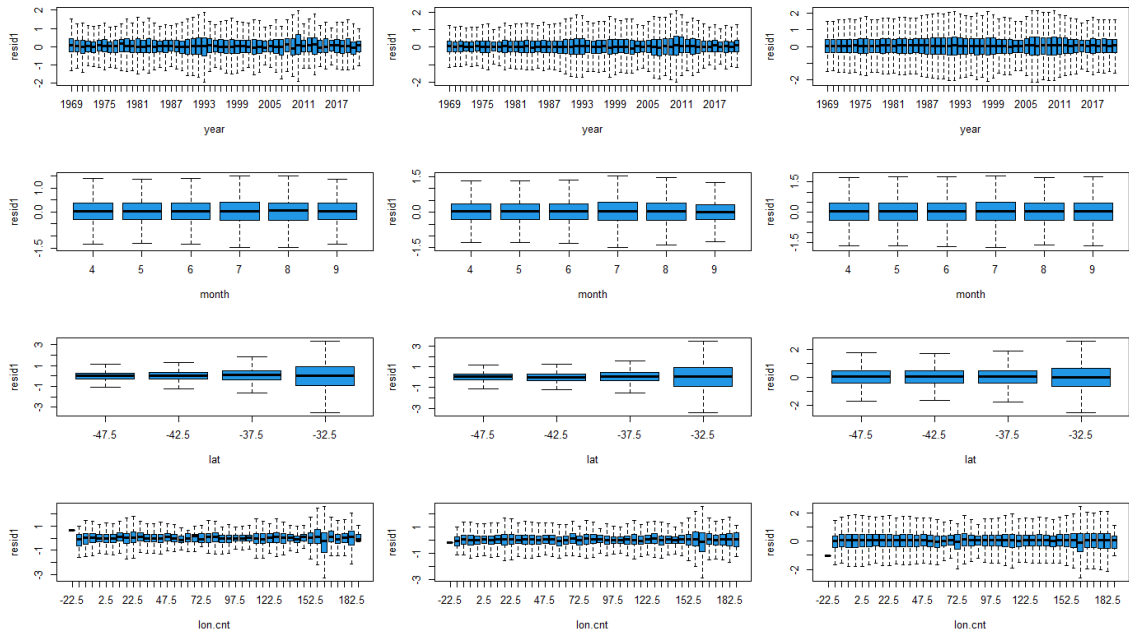 resid1 2 1 0 -1 -2 1969 1975 1981 1987 1993 1999 2005 2011 2017 year
resid1 2 1 0 -1 -2 1969 1975 1981 1987 1993 1999 2005 2011 2017 year
resid1 2 1 0 -2 1969 1975 1981 1987 1993 1999 2005 2011 2017 year
resid1 1.0 0.0 -1.5 4 5 6 7 8 9 month
resid1 1.5 0.0 -1.5 4 5 6 7 8 9 month
resid1 1.5 0.0 -1.5 4 5 6 7 8 9 month
resid1 3 1 -1 -3 -47.5 -42.5 -37.5 -32.5 lat
resid1 3 1 -1 -3 -47.5 -42.5 -37.5 -32.5 lat
resid1 2 0 -2 -47.5 -42.5 -37.5 -32.5 lat
resid1 1 -1 -3 -22.5 2.5 22.5 47.5 72.5 97.5 122.5 152.5 182.5 lon.cnt
resid1 1 -1 -3 -22.5 2.5 22.5 47.5 72.5 97.5 122.5 152.5 182.5 lon.cnt
resid1 2 0 -2 -22.5 2.5 22.5 47.5 72.5 97.5 122.5 152.5 182.5 lon.cnt